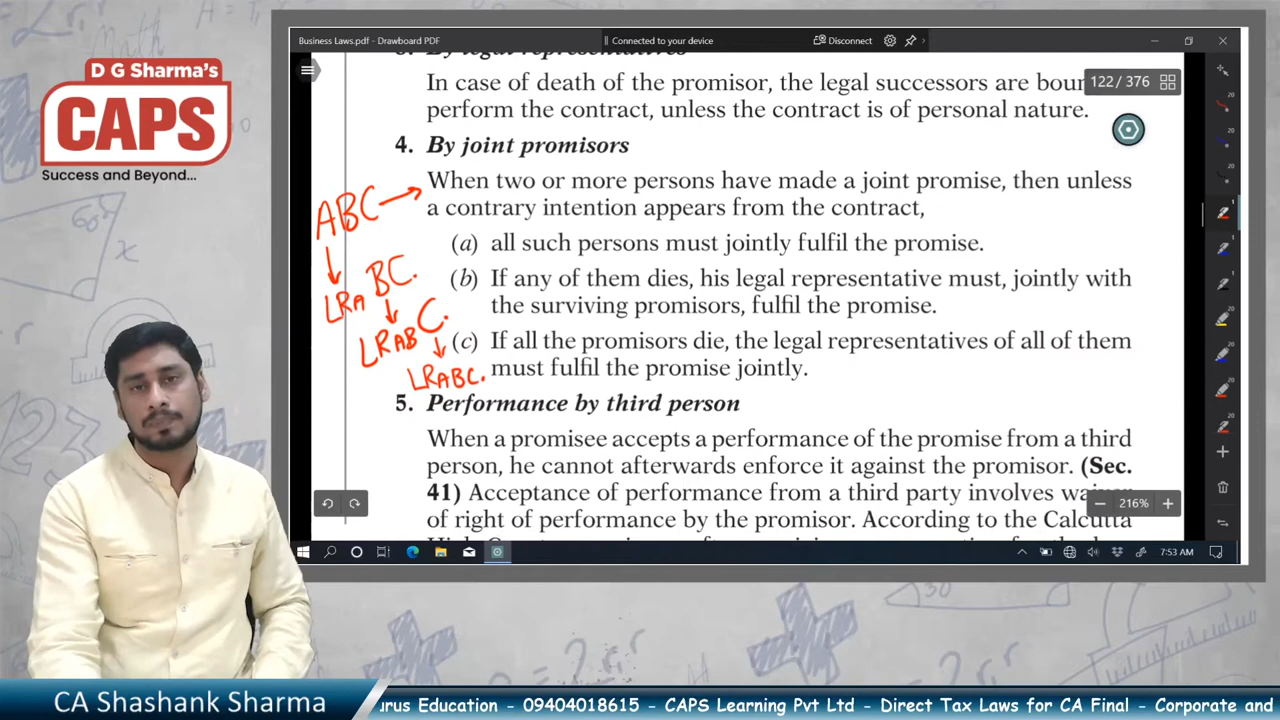 D G Sharma's
CAPS
Success and Beyond...
Business Laws.pdf - Drawboard PDF
Connected to your device
Disconnect
122 / 376
In case of death of the promisor, the legal successors are
perform the contract, unless the contract is of personal nature.
4. By joint promisors
When two or more persons have made a joint promise, then unless
a contrary intention appears from the contract,
(a) all such persons must jointly fulfil the promise.
(b) If any of them dies, his legal representative must, jointly with
the surviving promisors, fulfil the promise.
(c) If all the promisors die, the legal representatives of all of them
must fulfil the promise jointly.
ABC
LRA BC.
LRAB C.
LRABC.
5. Performance by third person
When a promisee accepts a performance of the promise from a third
person, he cannot afterwards enforce it against the promisor. (Sec.
41) Acceptance of performance from a third party involves
of right of performance by the promisor. According to the Calcutta
216%
7:53 AM
CA Shashank Sharma
urus Education - 09404018615 - CAPS Learning Pvt Ltd - Direct Tax Laws for CA Final - Corporate and